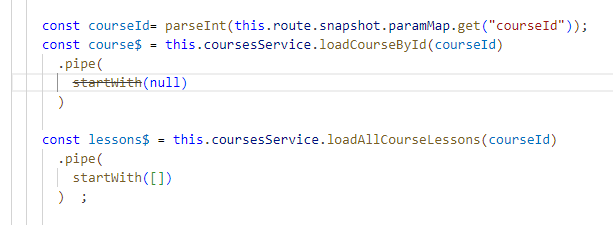 const courseId= parseInt(this.route.snapshot.paramMap.get("courseId"));
const course$ = this.coursesService.loadCourseById(courseId)
.pipe(
startWith(null)
)
const lessons$ = this.coursesService.loadAllCourseLessons(courseId)
.pipe(
startWith([])
)  ;